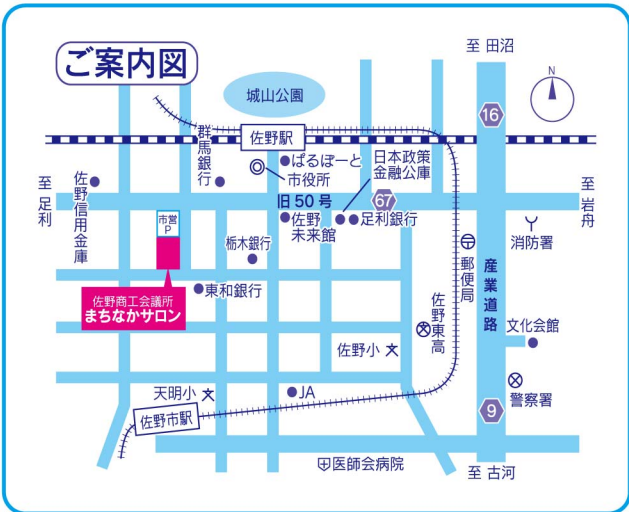 ご案内図
至 田沼
N
城山公園
16
佐野駅
群馬銀行
ぱるぽーと
市役所
日本政策
金融公庫
至 足利
佐野信用金庫
旧50号
67
至 岩舟
市営
P
佐野
未来館
足利銀行
消防署
栃木銀行
郵便局
産業道路
佐野商工会議所
まちなかサロン
東和銀行
佐野東高
文化会館
佐野小
天明小
JA
警察署
9
佐野市駅
医師会病院
至 古河